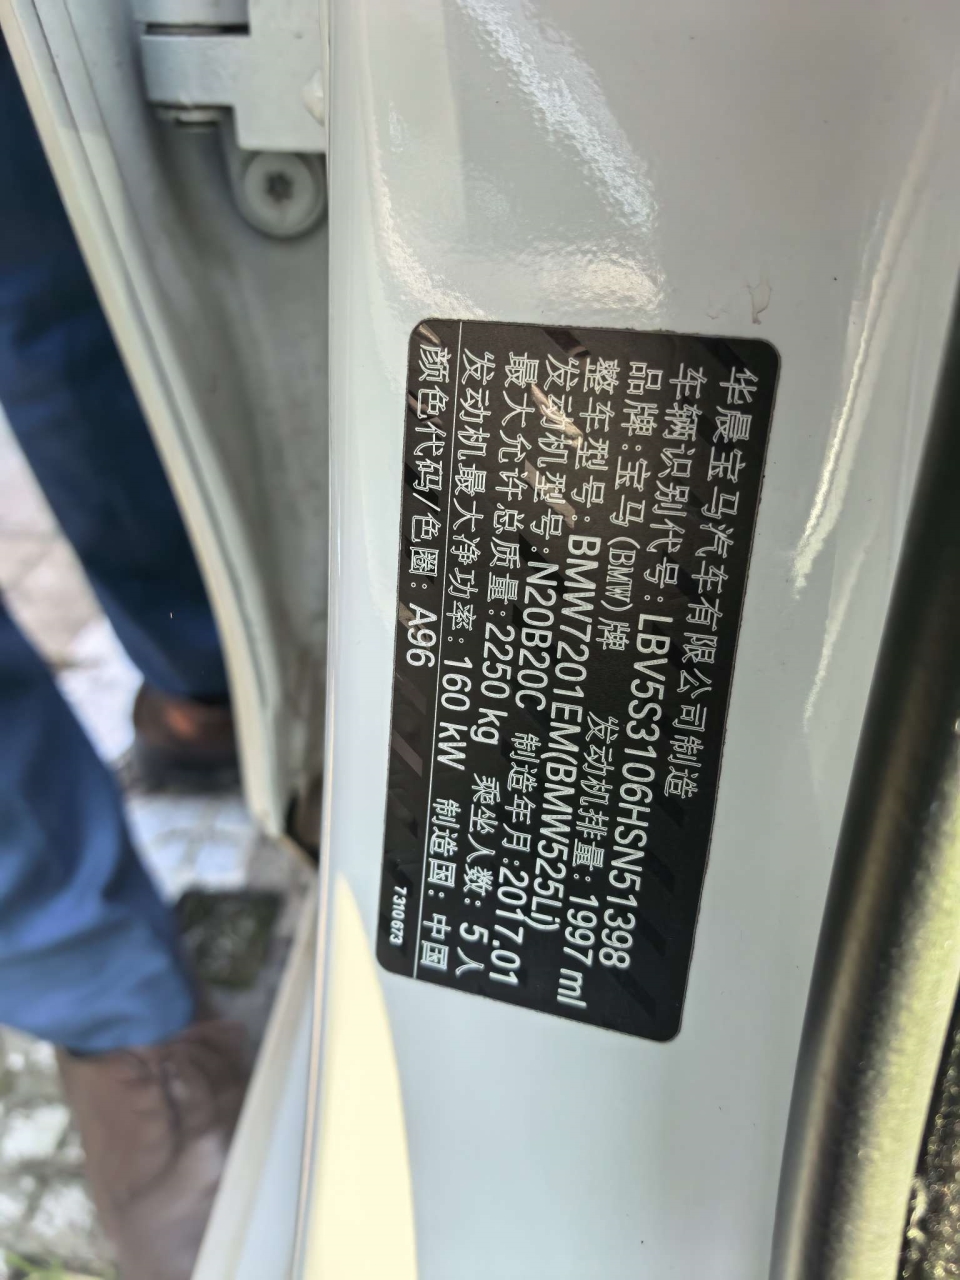 华晨宝马汽车有限公司制造
车辆识别代号:LBV5S3106HSN51398
品牌:宝马(BMW)牌 发动机排量:1997 ml
整车型号:BMW7201EM(BMW525Li)
发动机型号:N20B20C 制造年月:2017.01
最大允许总质量:2250 kg 乘坐人数:5人
发动机最大净功率:160 kW 制造国:中国
颜色代码/色圈:A96
7310673